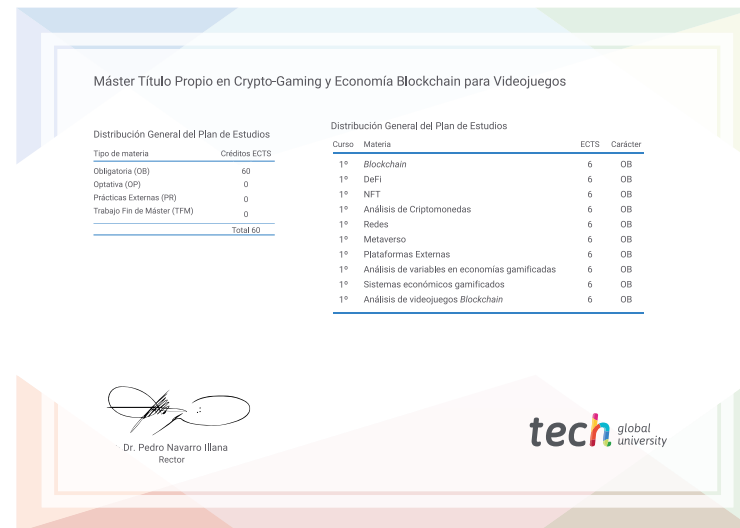 Máster Título Propio en Crypto-Gaming y Economía Blockchain para Videojuegos
Distribución General del Plan de Estudios
Tipo de materia Créditos ECTS
Obligatoria (OB) 60
Optativa (OP) 0
Prácticas Externas (PR) 0
Trabajo Fin de Máster (TFM) 0
Total 60
Distribución General del Plan de Estudios
Curso Materia ECTS Carácter
1º Blockchain 6 OB
1º DeFi 6 OB
1º NFT 6 OB
1º Análisis de Criptomonedas 6 OB
1º Redes 6 OB
1º Metaverso 6 OB
1º Plataformas Externas 6 OB
1º Análisis de variables en economías gamificadas 6 OB
1º Sistemas económicos gamificados 6 OB
1º Análisis de videojuegos Blockchain 6 OB
Dr. Pedro Navarro Illana
Rector
tech global university